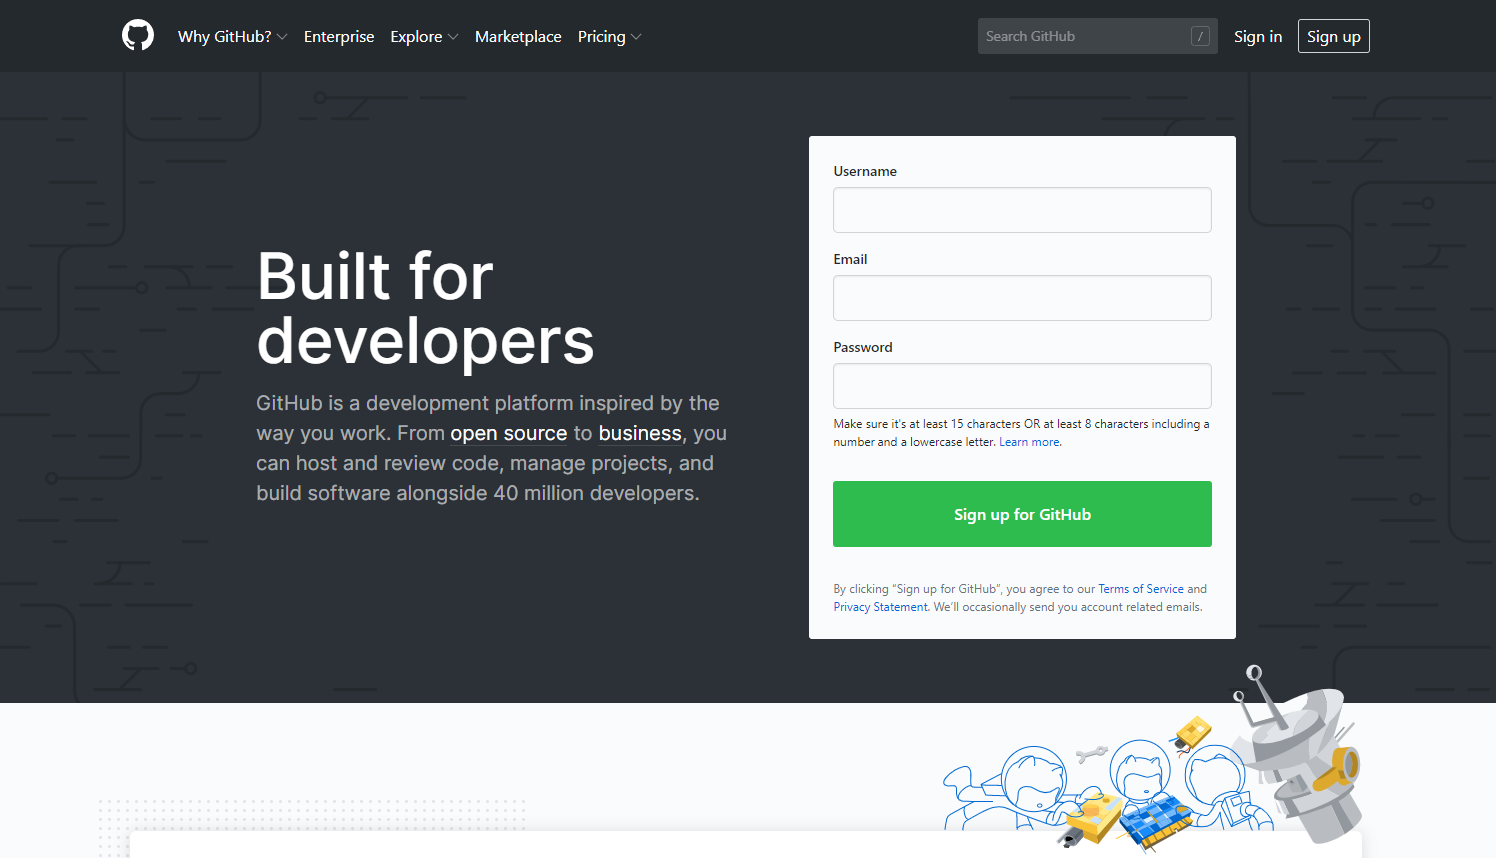 Why GitHub? Enterprise Explore Marketplace Pricing Search GitHub / Sign in Sign up
Built for
developers
GitHub is a development platform inspired by the
way you work. From open source to business, you
can host and review code, manage projects, and
build software alongside 40 million developers.
Username
Email
Password
Make sure it's at least 15 characters OR at least 8 characters including a
number and a lowercase letter. Learn more.
Sign up for GitHub
By clicking “Sign up for GitHub”, you agree to our Terms of Service and
Privacy Statement. We’ll occasionally send you account related emails.